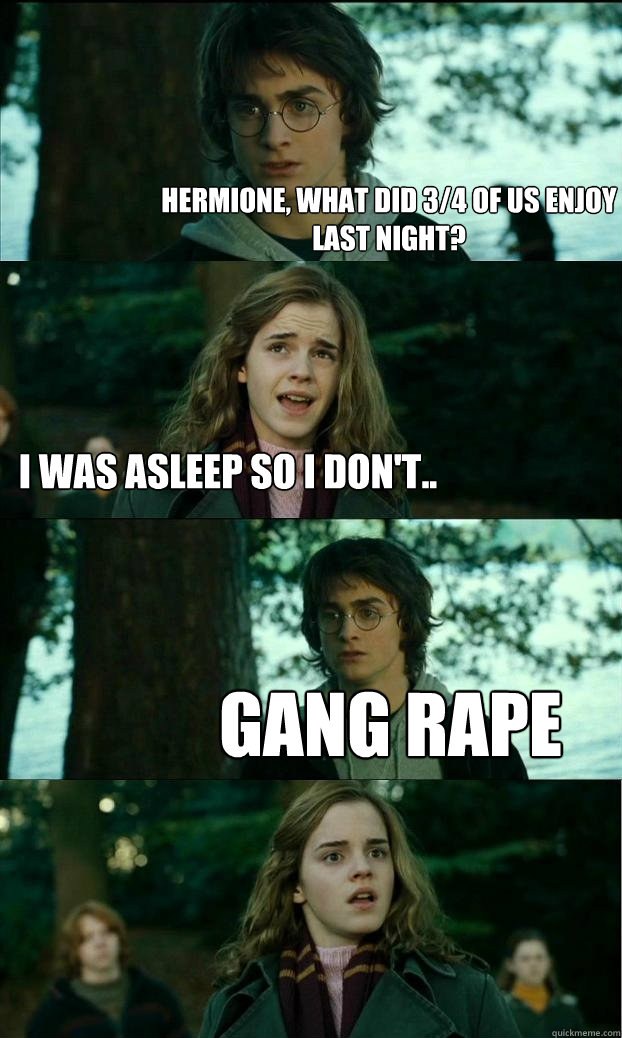 HERMIONE, WHAT DID 3/4 OF US ENJOY
LAST NIGHT?
I WAS ASLEEP SO I DON'T..
GANG RAPE
quickmeme.com